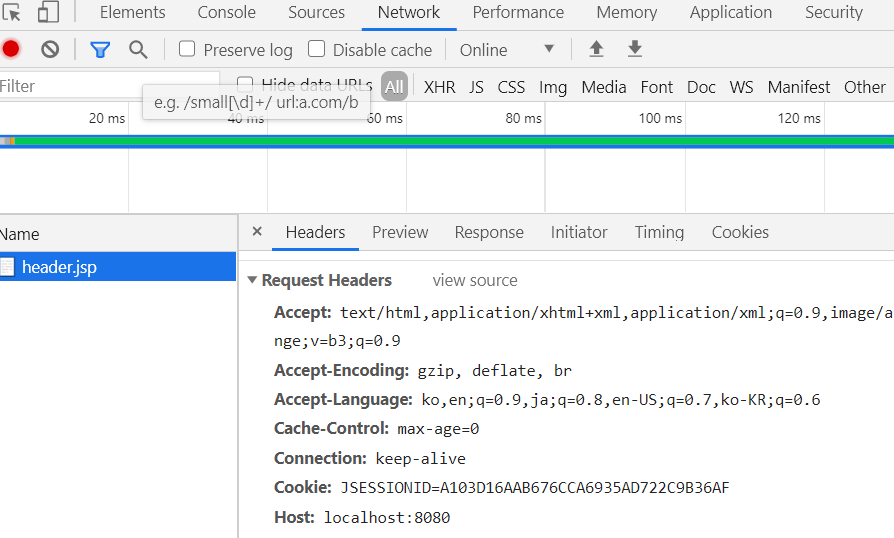 Elements Console Sources Network Performance Memory Application Security
Preserve log Disable cache Online
Filter Hide data URLs All XHR JS CSS Img Media Font Doc WS Manifest Other
e.g. /small[\d]+/ url:a.com/b
20 ms 40 ms 60 ms 80 ms 100 ms 120 ms
Name × Headers Preview Response Initiator Timing Cookies
header.jsp
Request Headers view source
Accept: text/html,application/xhtml+xml,application/xml;q=0.9,image/a
nge;v=b3;q=0.9
Accept-Encoding: gzip, deflate, br
Accept-Language: ko,en;q=0.9,ja;q=0.8,en-US;q=0.7,ko-KR;q=0.6
Cache-Control: max-age=0
Connection: keep-alive
Cookie: JSESSIONID=A103D16AAB676CCA6935AD722C9B36AF
Host: localhost:8080